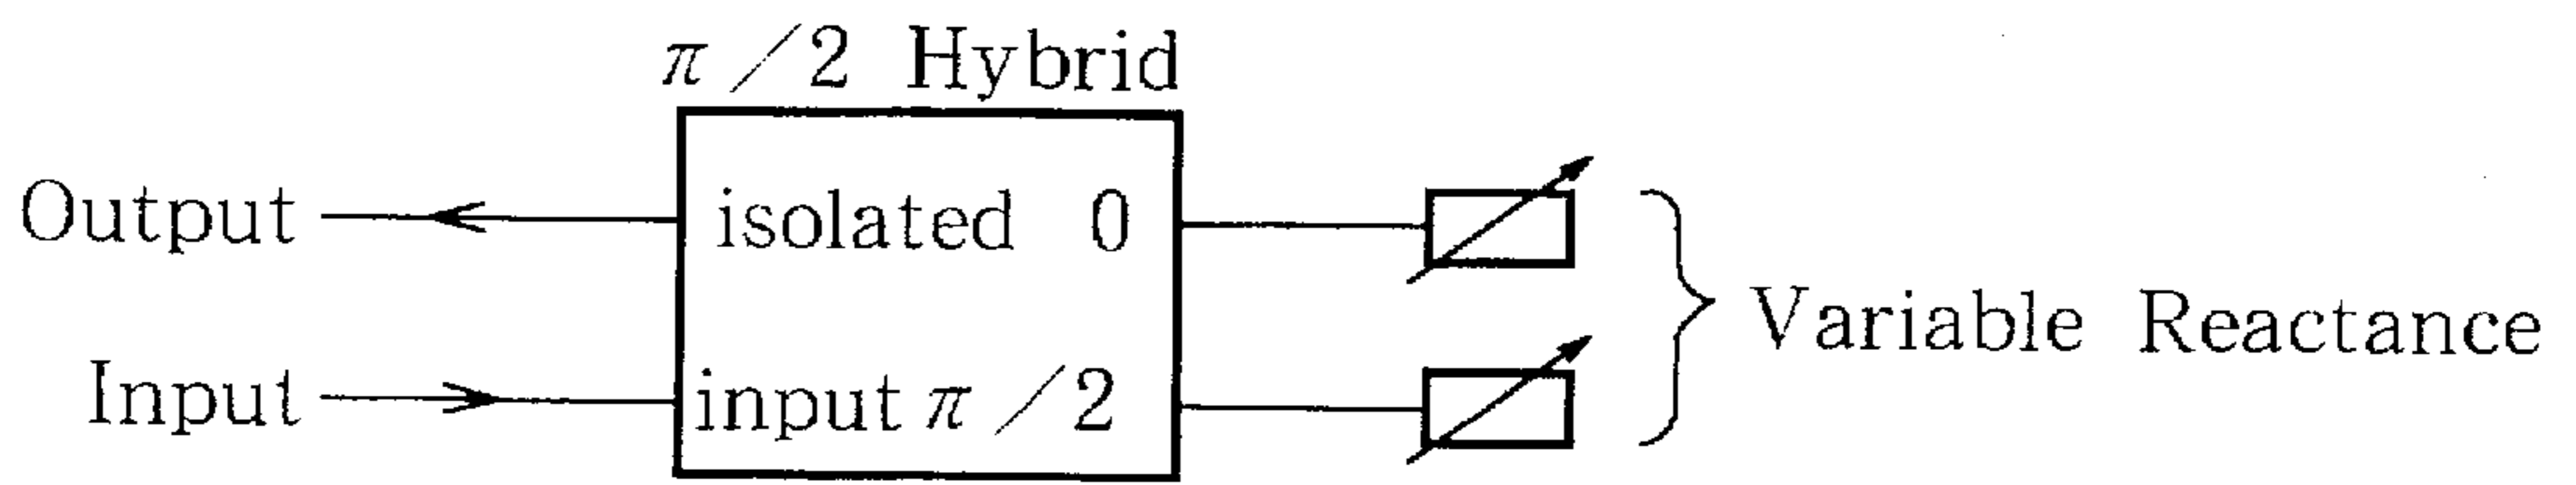 π/2 Hybrid
Output isolated 0
Input input π/2
Variable Reactance